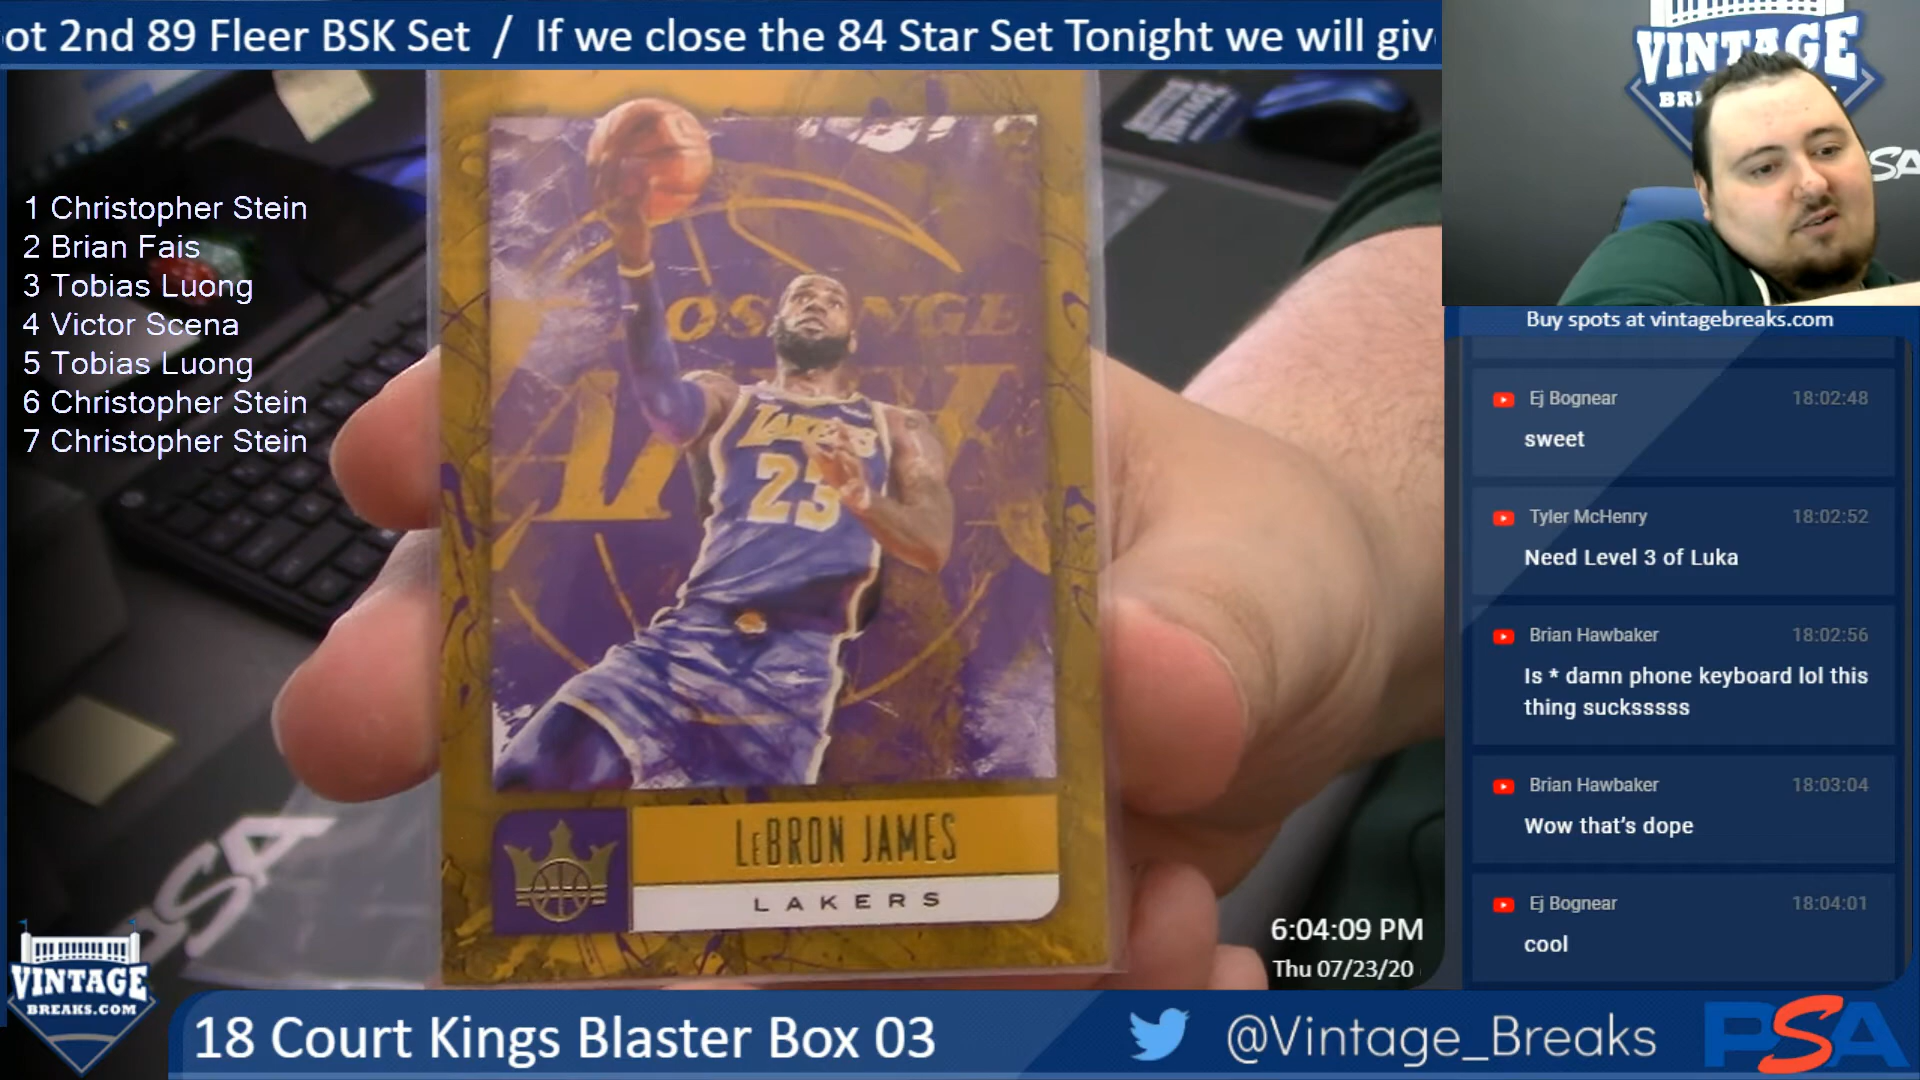 ot 2nd 89 Fleer BSK Set / If we close the 84 Star Set Tonight we will giv
VINTAGE
BR
SA
1 Christopher Stein
2 Brian Fais
3 Tobias Luong
4 Victor Scena
5 Tobias Luong
6 Christopher Stein
7 Christopher Stein
LOS ANGE
LAKERS
23
LeBRON JAMES
LAKERS
PSA
Buy spots at vintagebreaks.com
Ej Bognear 18:02:48
sweet
Tyler McHenry 18:02:52
Need Level 3 of Luka
Brian Hawbaker 18:02:56
Is * damn phone keyboard lol this
thing sucksssss
Brian Hawbaker 18:03:04
Wow that's dope
Ej Bognear 18:04:01
cool
6:04:09 PM
Thu 07/23/20
VINTAGE
BREAKS.COM
18 Court Kings Blaster Box 03
@Vintage_Breaks
PSA